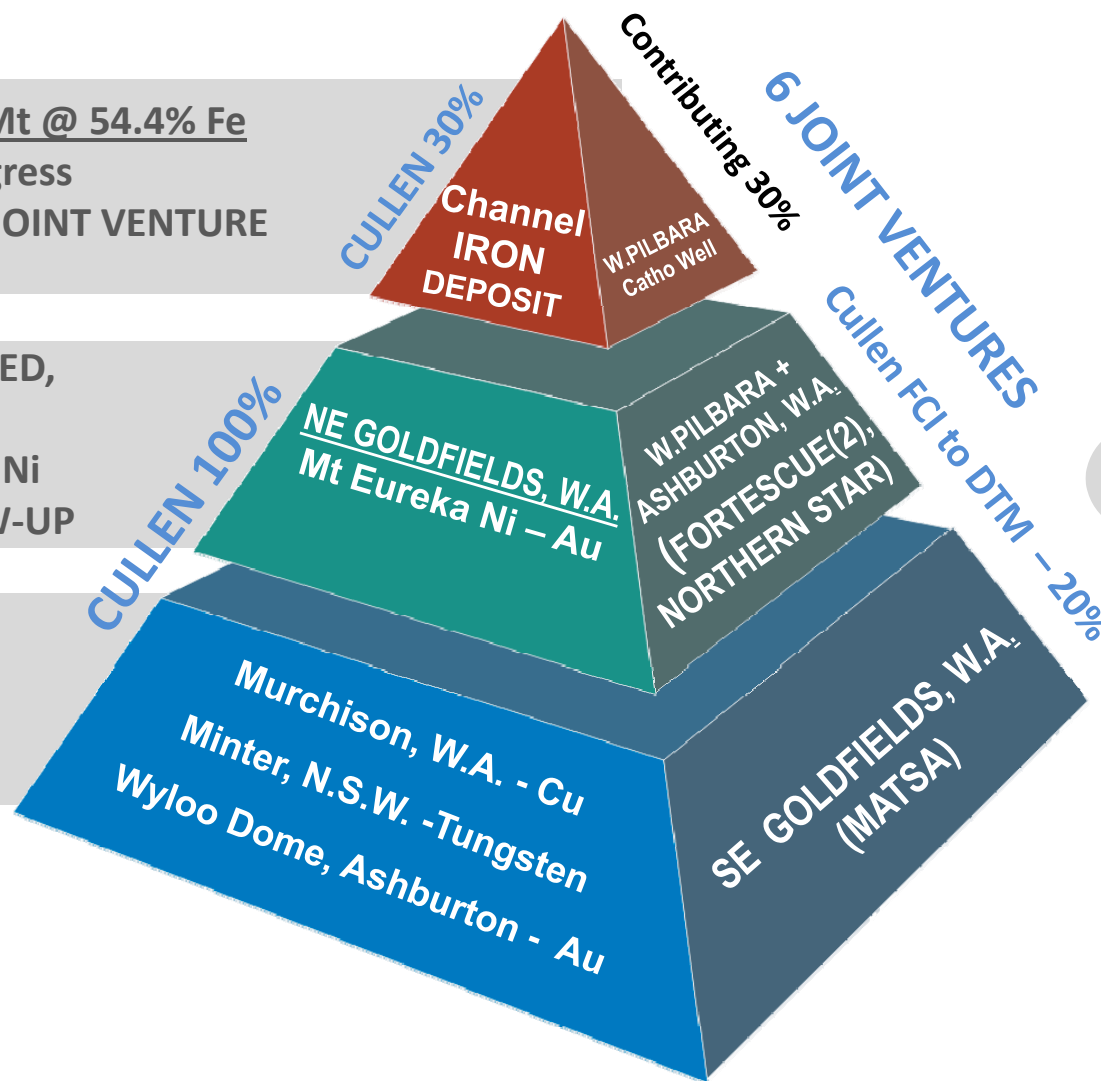 Mt @ 54.4% Fe
gress
OINT VENTURE
ED,
Ni
W-UP
CULLEN 30%
Contributing 30%
6 JOINT VENTURES
Channel
IRON
DEPOSIT
W.PILBARA
Catho Well
CULLEN 100%
Cullen FCI to DTM – 20%
NE GOLDFIELDS, W.A.
Mt Eureka Ni – Au
W.PILBARA +
ASHBURTON, W.A.
(FORTESCUE(2),
NORTHERN STAR)
Murchison, W.A. - Cu
Minter, N.S.W. -Tungsten
Wyloo Dome, Ashburton - Au
SE GOLDFIELDS, W.A.
(MATSA)